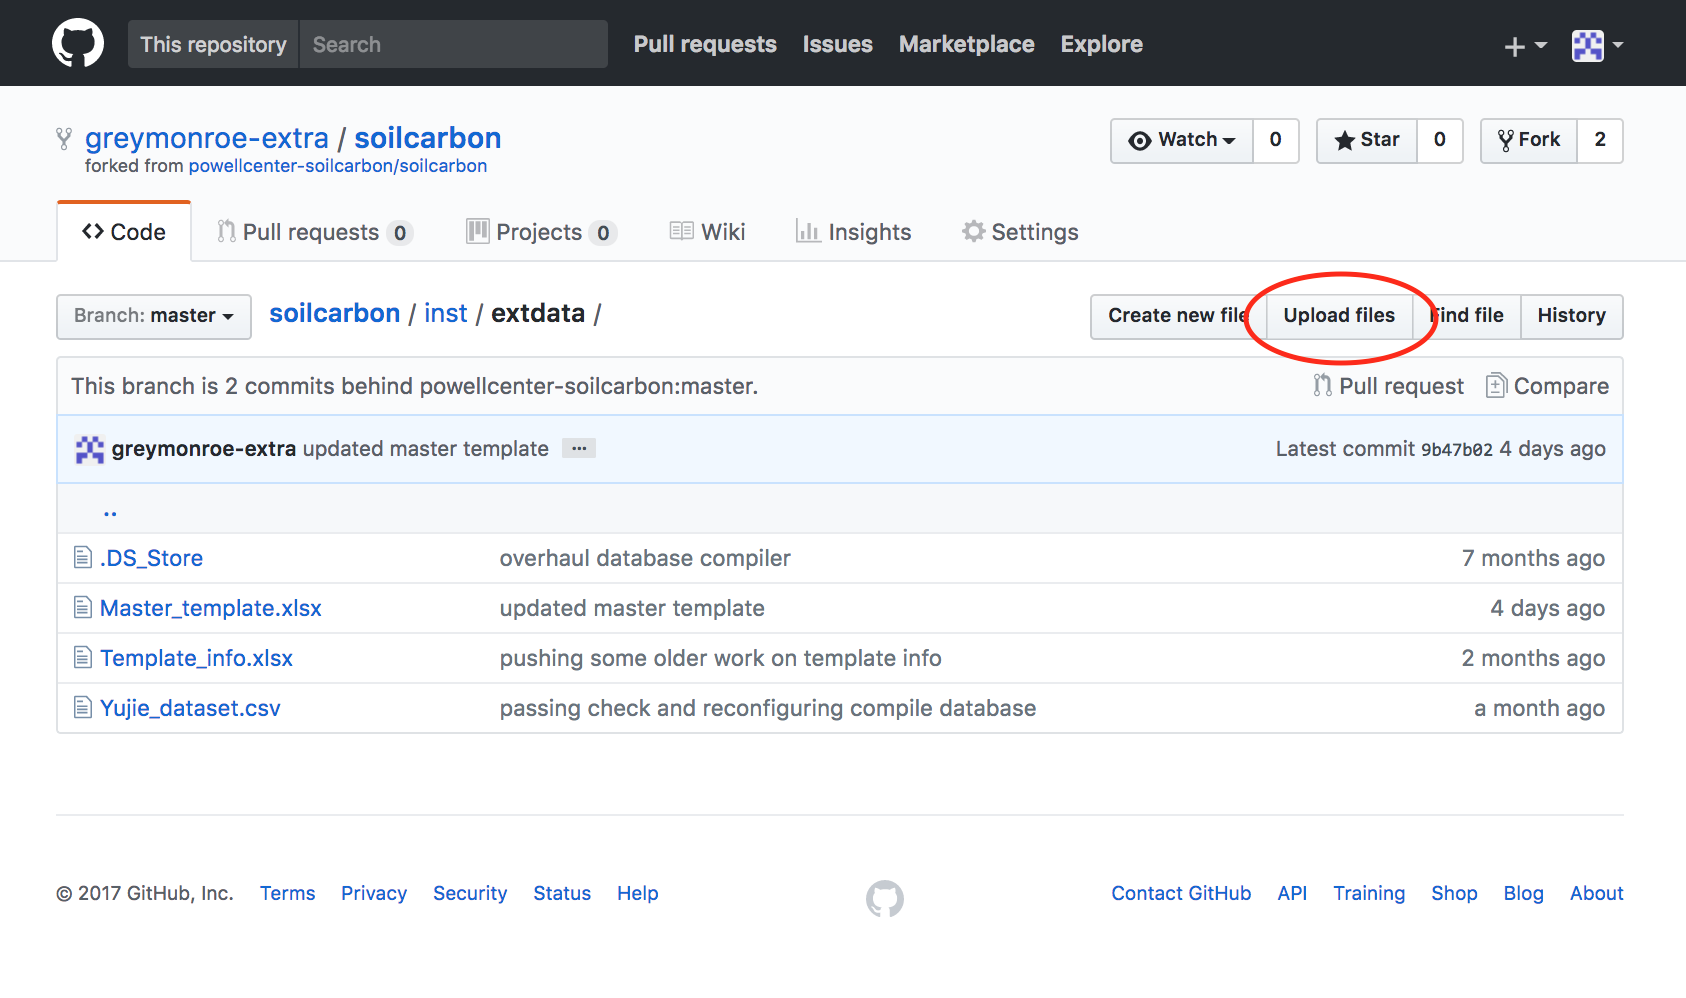 This repository Search Pull requests Issues Marketplace Explore
greymonroe-extra / soilcarbon Watch 0 Star 0 Fork 2
forked from powellcenter-soilcarbon/soilcarbon
Code Pull requests 0 Projects 0 Wiki Insights Settings
Branch: master soilcarbon / inst / extdata / Create new file Upload files Find file History
This branch is 2 commits behind powellcenter-soilcarbon:master. Pull request Compare
greymonroe-extra updated master template ... Latest commit 9b47b02 4 days ago
..
.DS_Store overhaul database compiler 7 months ago
Master_template.xlsx updated master template 4 days ago
Template_info.xlsx pushing some older work on template info 2 months ago
Yujie_dataset.csv passing check and reconfiguring compile database a month ago
© 2017 GitHub, Inc. Terms Privacy Security Status Help Contact GitHub API Training Shop Blog About